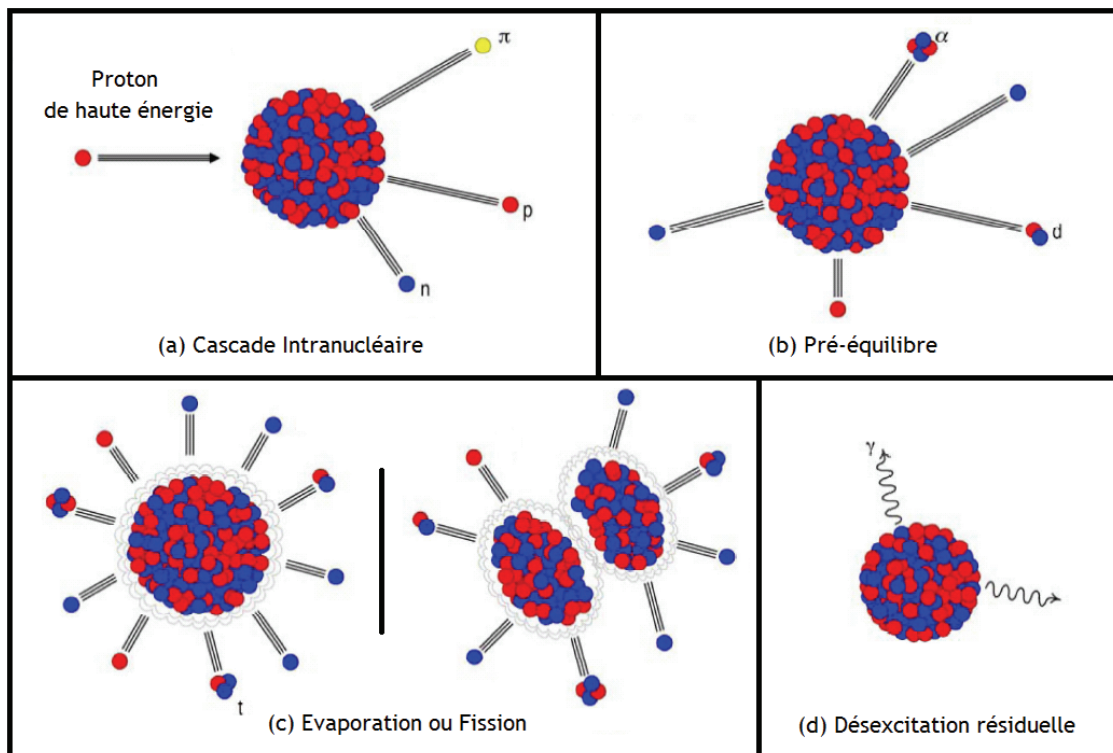 Proton
de haute énergie
π
p
n
(a) Cascade Intranucléaire
α
d
(b) Pré-équilibre
t
(c) Evaporation ou Fission
γ
(d) Désexcitation résiduelle